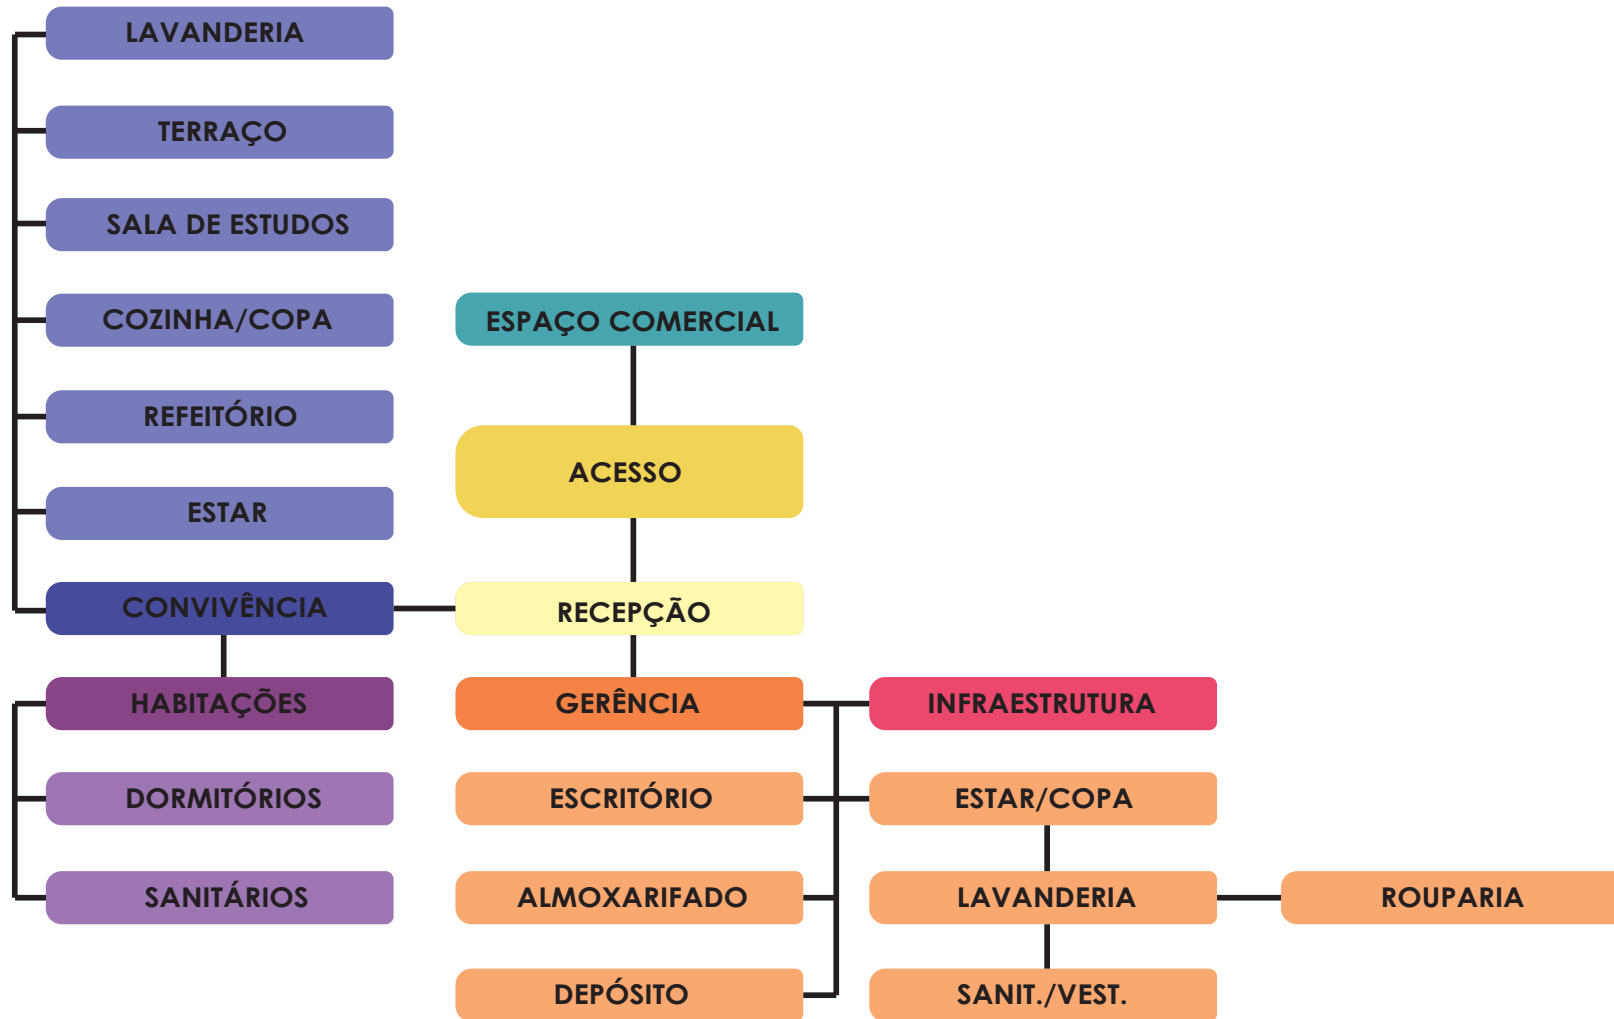 LAVANDERIA
TERRAÇO
SALA DE ESTUDOS
COZINHA/COPA
ESPAÇO COMERCIAL
REFEITÓRIO
ACESSO
ESTAR
CONVIVÊNCIA
RECEPÇÃO
HABITAÇÕES
GERÊNCIA
INFRAESTRUTURA
DORMITÓRIOS
ESCRITÓRIO
ESTAR/COPA
SANITÁRIOS
ALMOXARIFADO
LAVANDERIA
ROUPARIA
DEPÓSITO
SANIT./VEST.